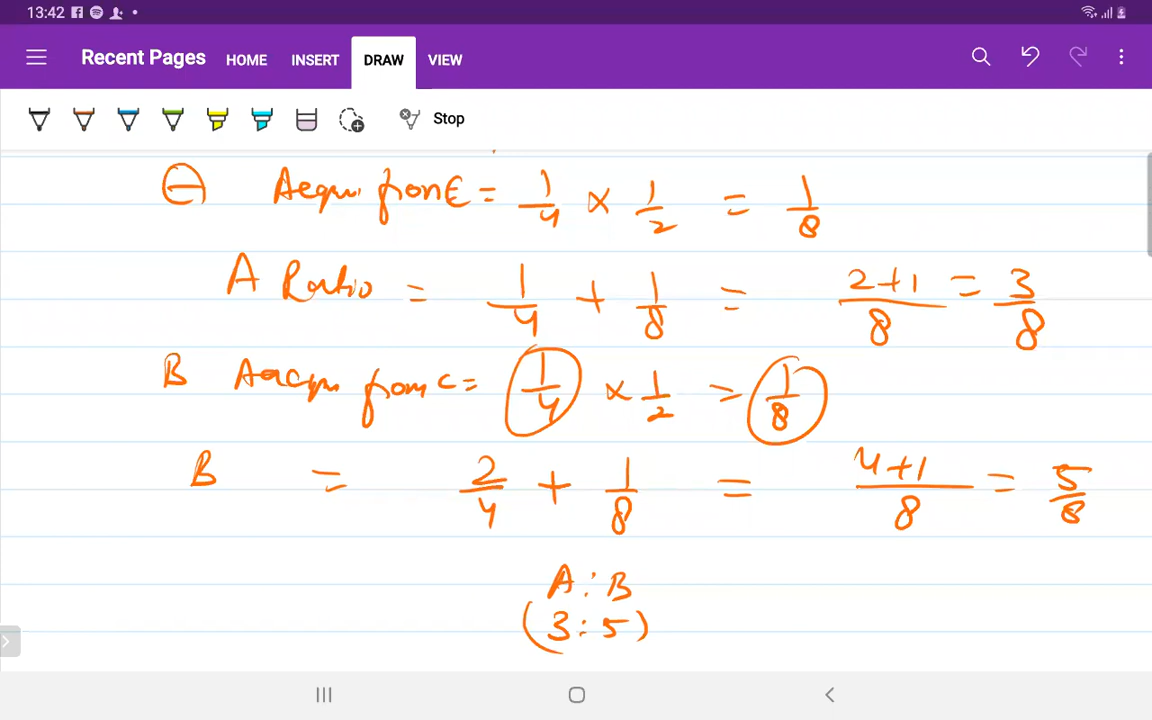 13:42
Recent Pages HOME INSERT DRAW VIEW
Stop
A from C = 1/4 × 1/2 = 1/8
A Ratio = 1/4 + 1/8 = 2+1/8 = 3/8
B from C = 1/4 × 1/2 = 1/8
B = 2/4 + 1/8 = 4+1/8 = 5/8
A : B
(3 : 5)